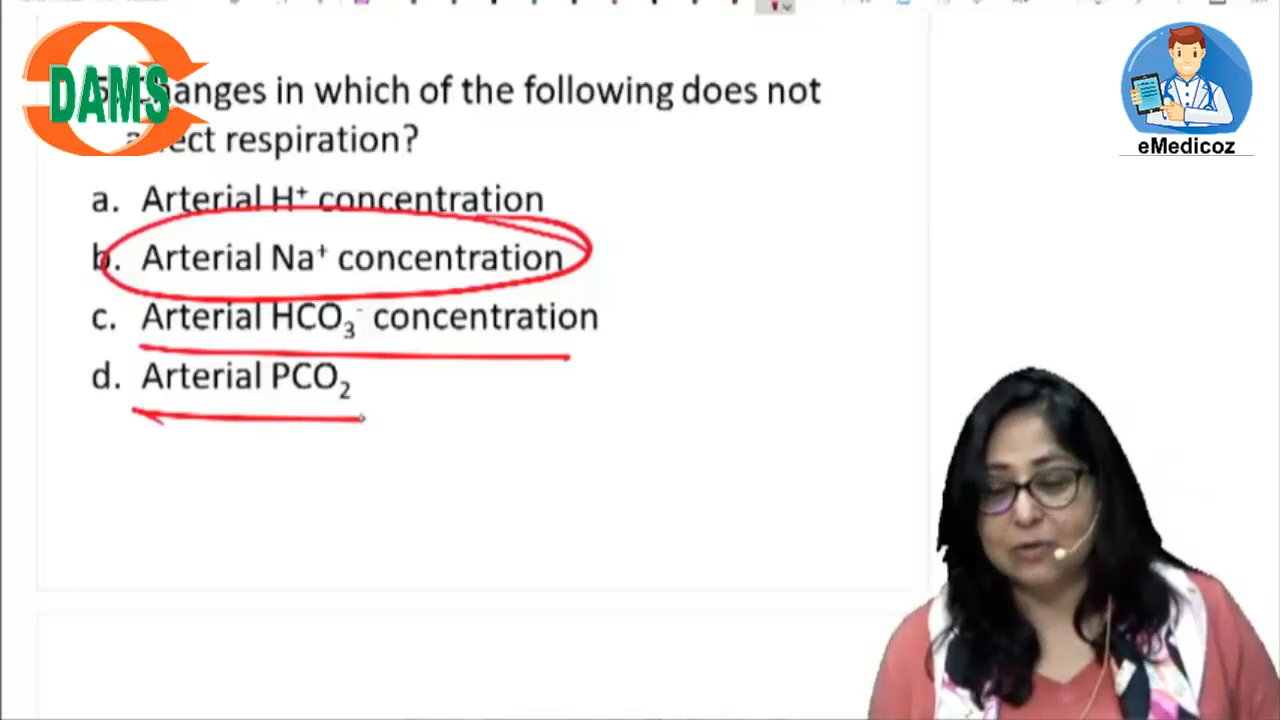 DAMS
hanges in which of the following does not
ect respiration?
a. Arterial H⁺ concentration
b. Arterial Na⁺ concentration
c. Arterial HCO₃⁻ concentration
d. Arterial PCO₂
eMedicoz